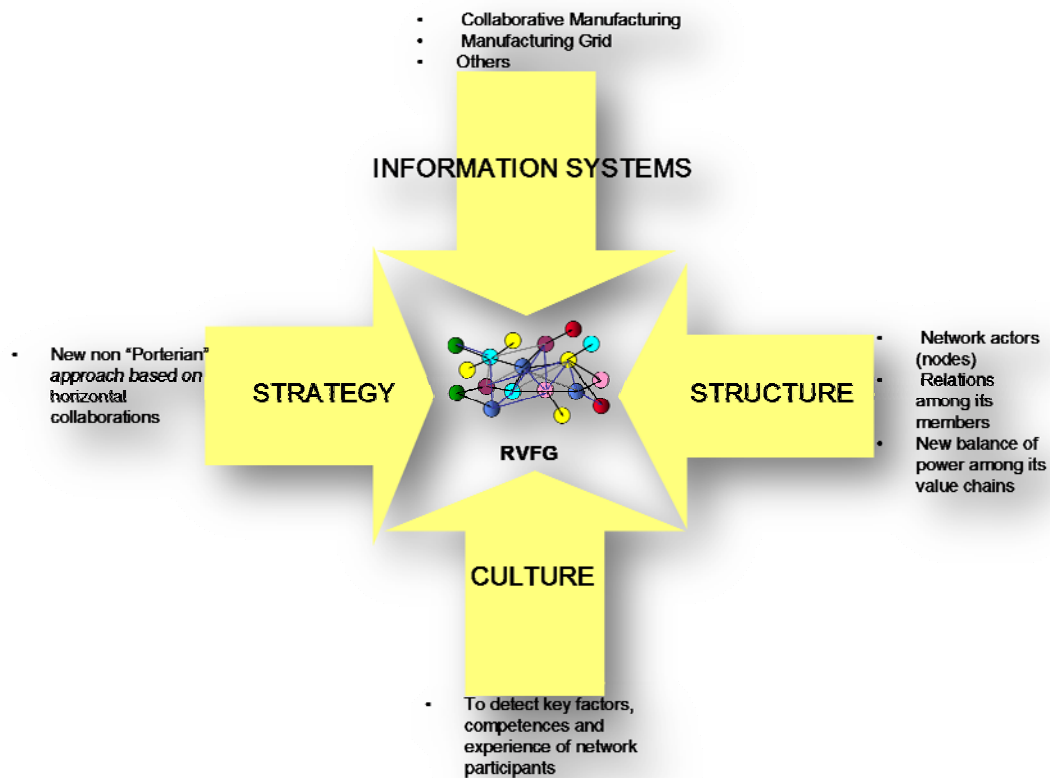 • Collaborative Manufacturing
• Manufacturing Grid
• Others
INFORMATION SYSTEMS
• New non “Porterian”
approach based on
horizontal
collaborations
STRATEGY
RVFG
STRUCTURE
• Network actors
(nodes)
• Relations
among its
members
• New balance of
power among its
value chains
CULTURE
• To detect key factors,
competences and
experience of network
participants